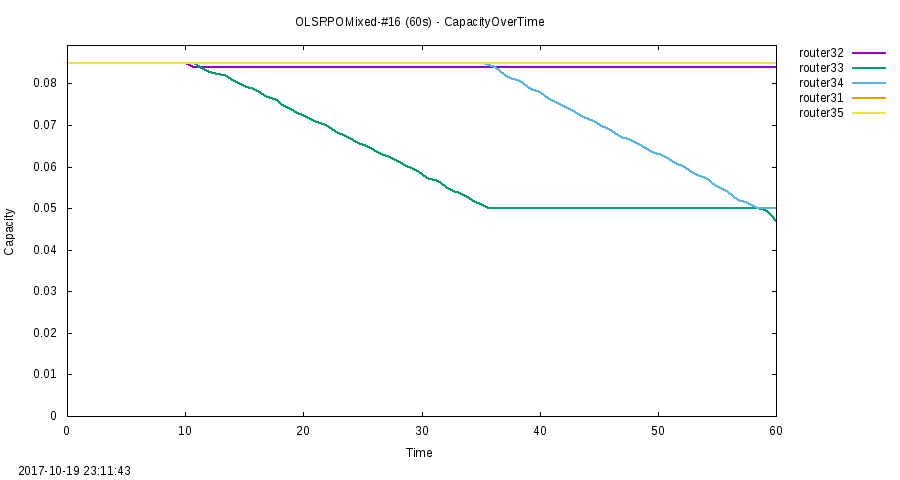 OLSRPOMixed-#16 (60s) - CapacityOverTime
router32
router33
router34
router31
router35
0.08
0.07
0.06
0.05
0.04
0.03
0.02
0.01
0
Capacity
0 10 20 30 40 50 60
Time
2017-10-19 23:11:43